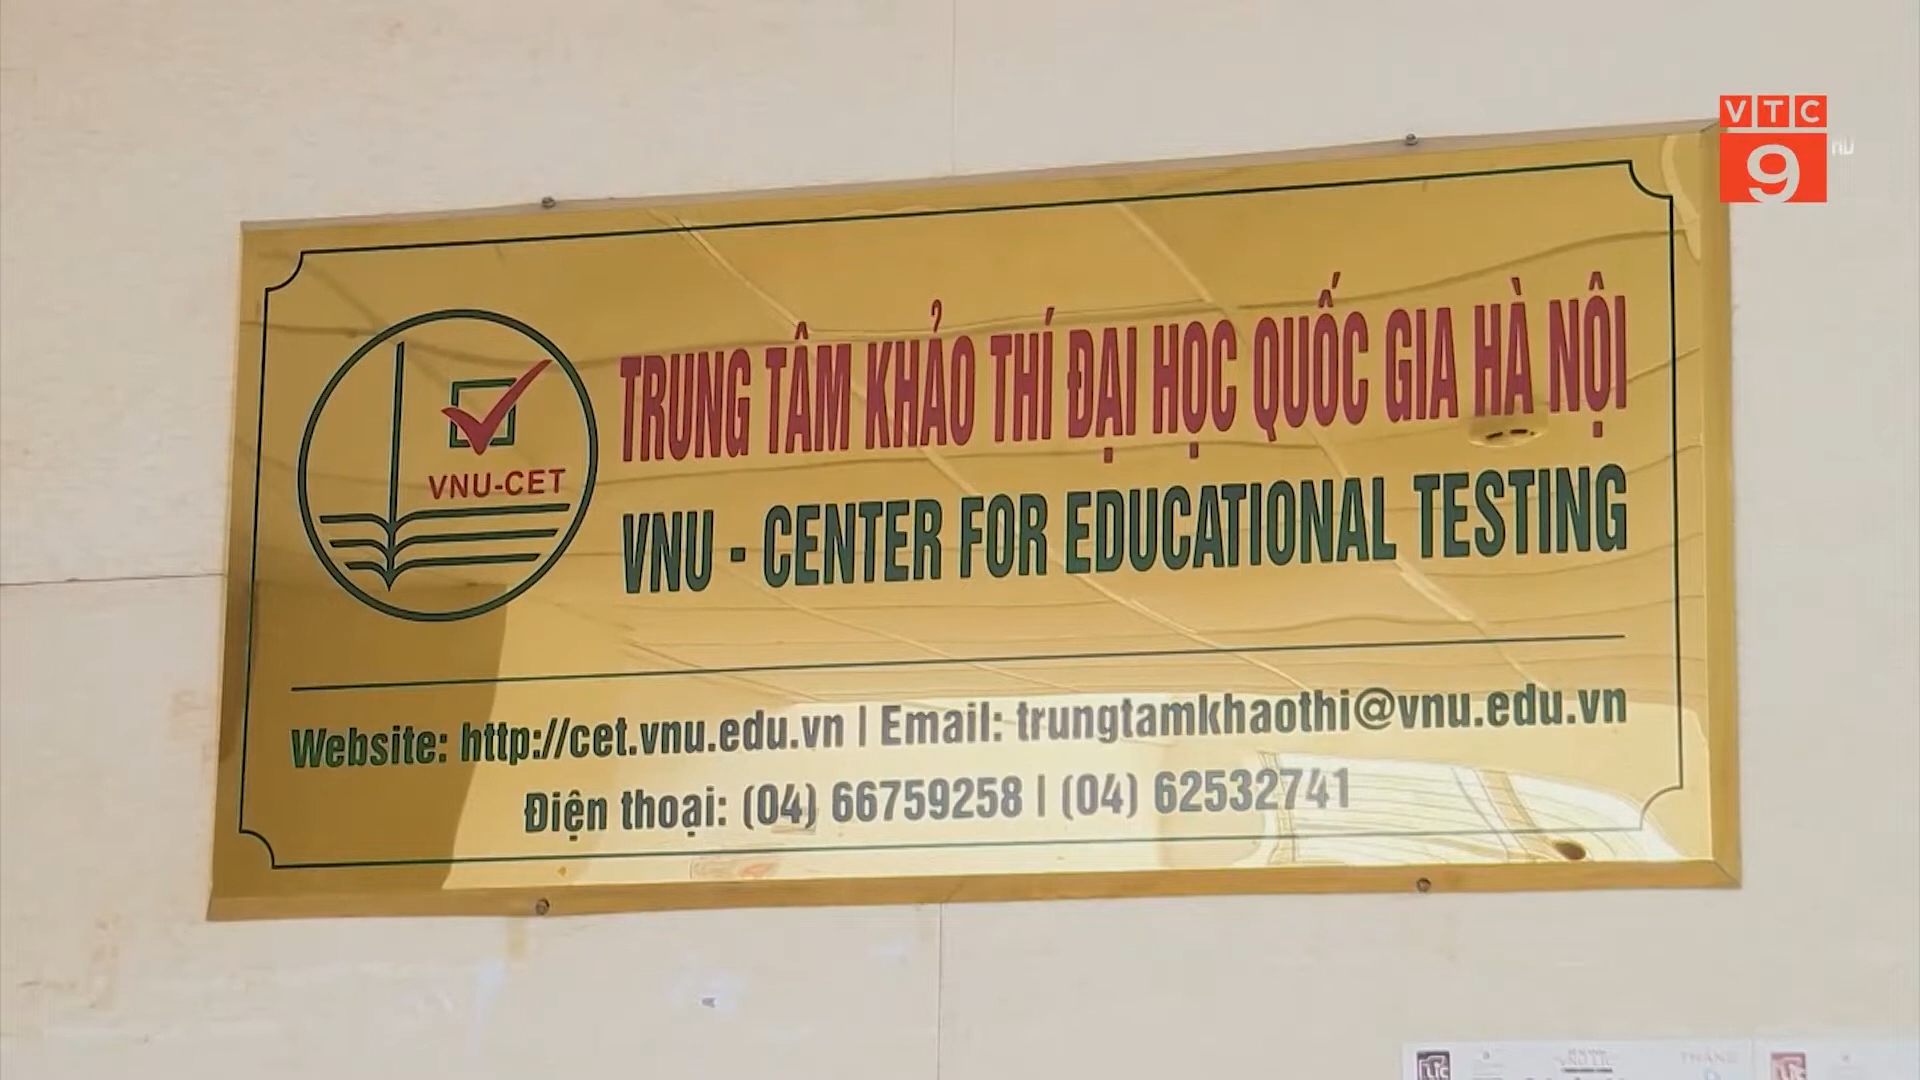 VTC
9
HD
TRUNG TÂM KHẢO THÍ ĐẠI HỌC QUỐC GIA HÀ NỘI
VNU-CET
VNU - CENTER FOR EDUCATIONAL TESTING
Website: http://cet.vnu.edu.vn | Email: trungtamkhaothi@vnu.edu.vn
Điện thoại: (04) 66759258 | (04) 62532741